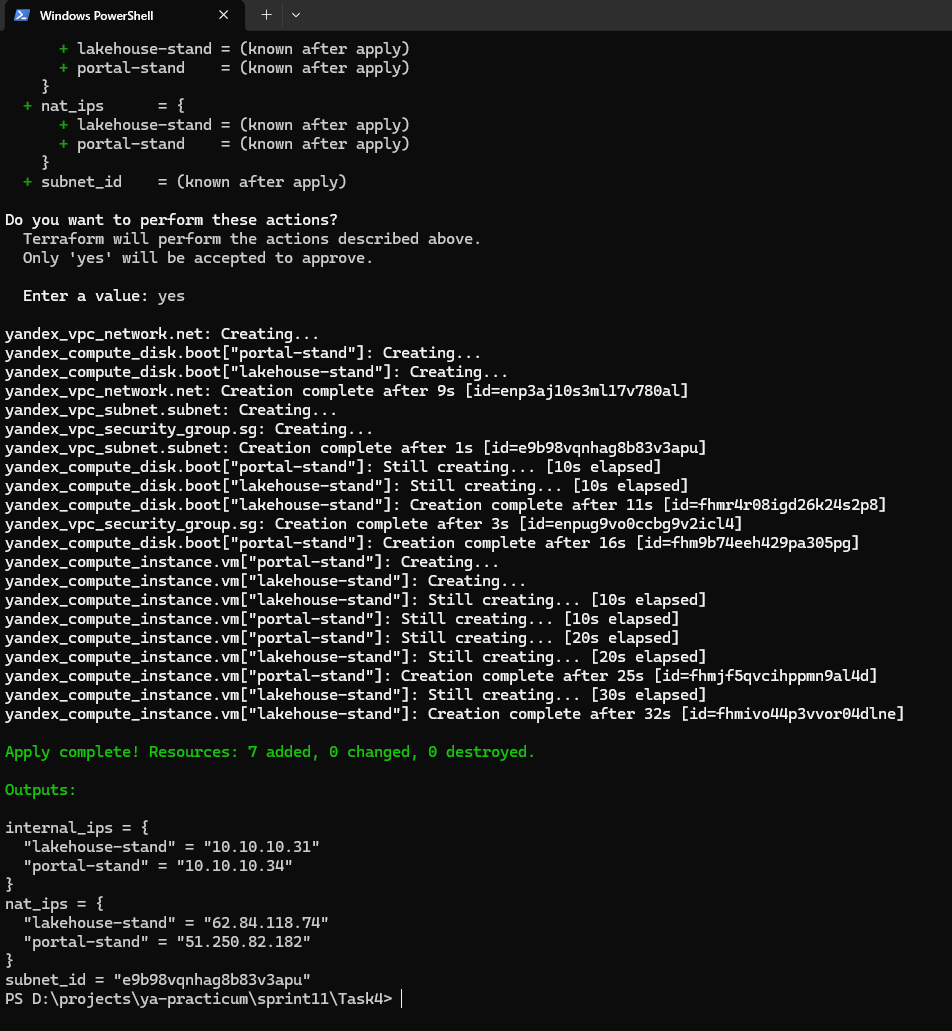 Windows PowerShell
      + lakehouse-stand = (known after apply)
      + portal-stand    = (known after apply)
    }
  + nat_ips      = {
      + lakehouse-stand = (known after apply)
      + portal-stand    = (known after apply)
    }
  + subnet_id    = (known after apply)

Do you want to perform these actions?
  Terraform will perform the actions described above.
  Only 'yes' will be accepted to approve.

  Enter a value: yes

yandex_vpc_network.net: Creating...
yandex_compute_disk.boot["portal-stand"]: Creating...
yandex_compute_disk.boot["lakehouse-stand"]: Creating...
yandex_vpc_network.net: Creation complete after 9s [id=enp3aj10s3ml17v780al]
yandex_vpc_subnet.subnet: Creating...
yandex_vpc_security_group.sg: Creating...
yandex_vpc_subnet.subnet: Creation complete after 1s [id=e9b98vqnhag8b83v3apu]
yandex_compute_disk.boot["portal-stand"]: Still creating... [10s elapsed]
yandex_compute_disk.boot["lakehouse-stand"]: Still creating... [10s elapsed]
yandex_compute_disk.boot["lakehouse-stand"]: Creation complete after 11s [id=fhmr4r08igd26k24s2p8]
yandex_vpc_security_group.sg: Creation complete after 3s [id=enpug9vo0ccbg9v2icl4]
yandex_compute_disk.boot["portal-stand"]: Creation complete after 16s [id=fhm9b74eeh429pa305pg]
yandex_compute_instance.vm["portal-stand"]: Creating...
yandex_compute_instance.vm["lakehouse-stand"]: Creating...
yandex_compute_instance.vm["lakehouse-stand"]: Still creating... [10s elapsed]
yandex_compute_instance.vm["portal-stand"]: Still creating... [10s elapsed]
yandex_compute_instance.vm["portal-stand"]: Still creating... [20s elapsed]
yandex_compute_instance.vm["lakehouse-stand"]: Still creating... [20s elapsed]
yandex_compute_instance.vm["portal-stand"]: Creation complete after 25s [id=fhmjf5qvcihppmn9al4d]
yandex_compute_instance.vm["lakehouse-stand"]: Still creating... [30s elapsed]
yandex_compute_instance.vm["lakehouse-stand"]: Creation complete after 32s [id=fhmivo44p3vvor04dlne]

Apply complete! Resources: 7 added, 0 changed, 0 destroyed.

Outputs:

internal_ips = {
  "lakehouse-stand" = "10.10.10.31"
  "portal-stand" = "10.10.10.34"
}
nat_ips = {
  "lakehouse-stand" = "62.84.118.74"
  "portal-stand" = "51.250.82.182"
}
subnet_id = "e9b98vqnhag8b83v3apu"
PS D:\projects\ya-practicum\sprint11\Task4>